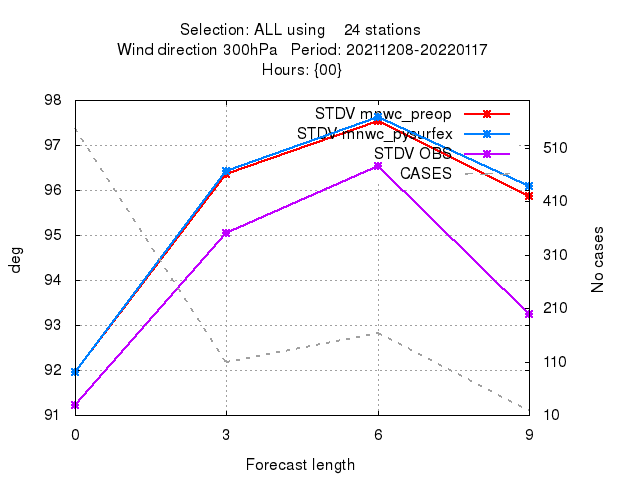 Selection: ALL using    24 stations
Wind direction 300hPa   Period: 20211208-20220117
Hours: {00}
98
97
96
95
94
93
92
91
deg
STDV mnwc_preop
STDV mnwc_pysurfex
STDV OBS
CASES
510
410
310
210
110
10
No cases
0 3 6 9
Forecast length